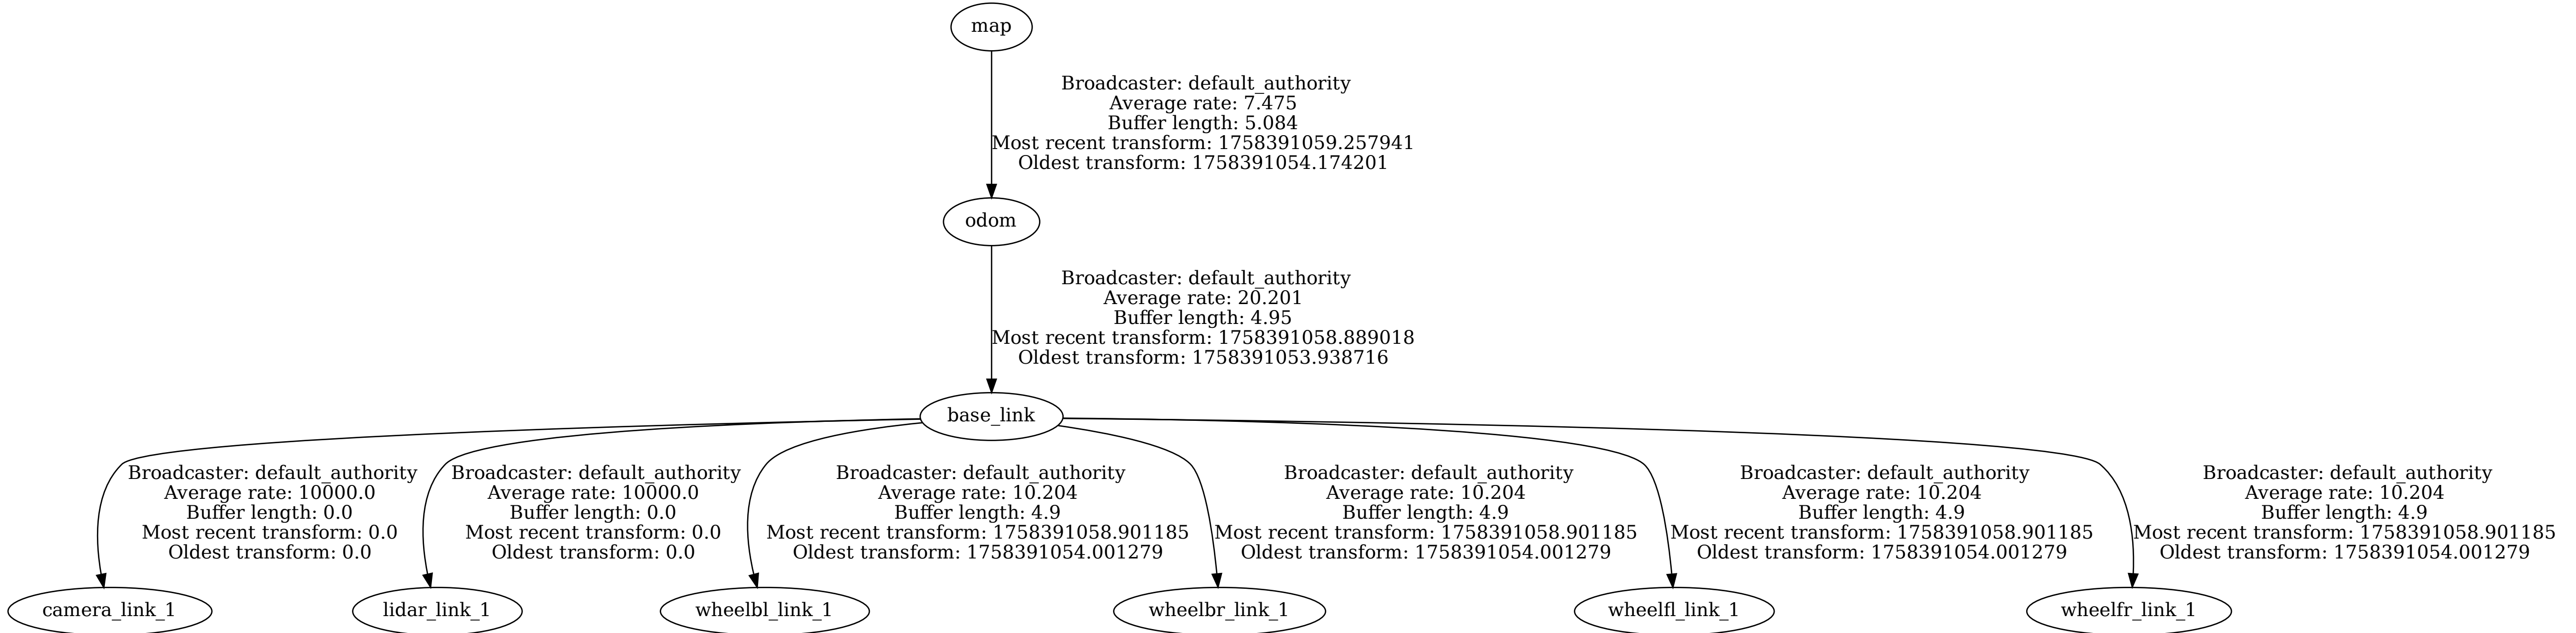 map
Broadcaster: default_authority
Average rate: 7.475
Buffer length: 5.084
Most recent transform: 1758391059.257941
Oldest transform: 1758391054.174201
odom
Broadcaster: default_authority
Average rate: 20.201
Buffer length: 4.95
Most recent transform: 1758391058.889018
Oldest transform: 1758391053.938716
base_link
Broadcaster: default_authority
Average rate: 10000.0
Buffer length: 0.0
Most recent transform: 0.0
Oldest transform: 0.0
Broadcaster: default_authority
Average rate: 10000.0
Buffer length: 0.0
Most recent transform: 0.0
Oldest transform: 0.0
Broadcaster: default_authority
Average rate: 10.204
Buffer length: 4.9
Most recent transform: 1758391058.901185
Oldest transform: 1758391054.001279
Broadcaster: default_authority
Average rate: 10.204
Buffer length: 4.9
Most recent transform: 1758391058.901185
Oldest transform: 1758391054.001279
Broadcaster: default_authority
Average rate: 10.204
Buffer length: 4.9
Most recent transform: 1758391058.901185
Oldest transform: 1758391054.001279
Broadcaster: default_authority
Average rate: 10.204
Buffer length: 4.9
Most recent transform: 1758391058.901185
Oldest transform: 1758391054.001279
camera_link_1
lidar_link_1
wheelbl_link_1
wheelbr_link_1
wheelfl_link_1
wheelfr_link_1